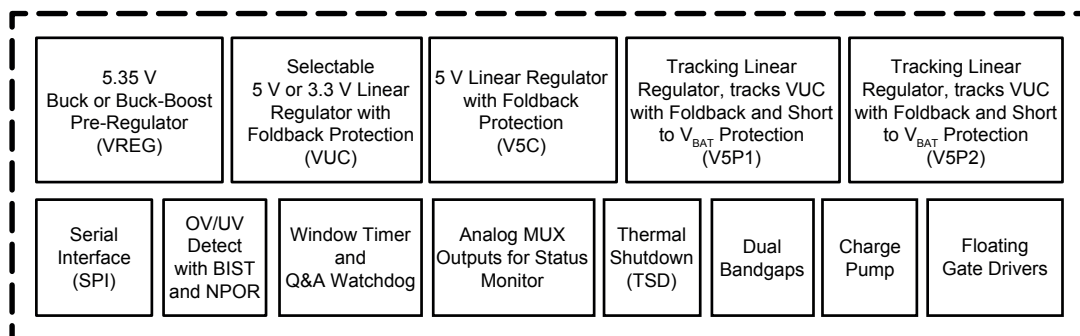 5.35 V
Buck or Buck-Boost
Pre-Regulator
(VREG)
Selectable
5 V or 3.3 V Linear
Regulator with
Foldback Protection
(VUC)
5 V Linear Regulator
with Foldback
Protection
(V5C)
Tracking Linear
Regulator, tracks VUC
with Foldback and Short
to VBAT Protection
(V5P1)
Tracking Linear
Regulator, tracks VUC
with Foldback and Short
to VBAT Protection
(V5P2)
Serial
Interface
(SPI)
OV/UV
Detect
with BIST
and NPOR
Window Timer
and
Q&A Watchdog
Analog MUX
Outputs for Status
Monitor
Thermal
Shutdown
(TSD)
Dual
Bandgaps
Charge
Pump
Floating
Gate Drivers